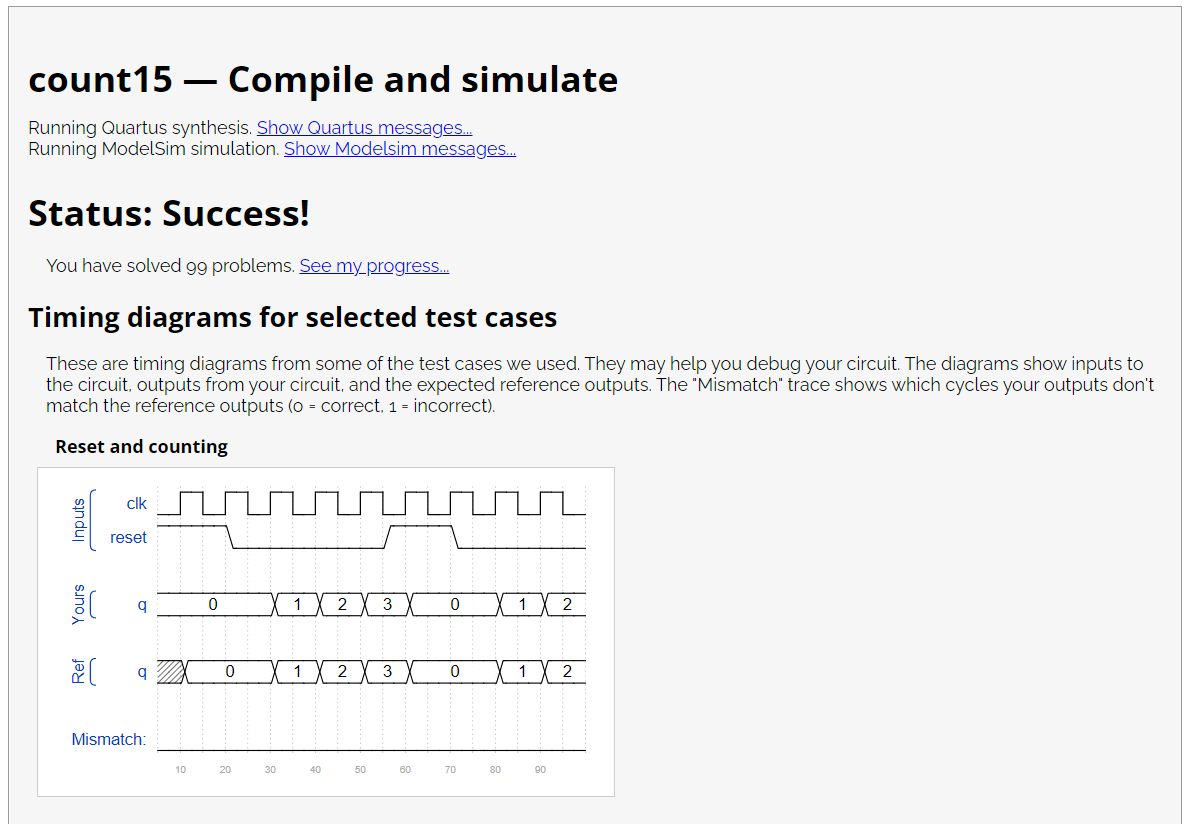 count15 — Compile and simulate
Running Quartus synthesis. Show Quartus messages...
Running ModelSim simulation. Show Modelsim messages...
Status: Success!
You have solved 99 problems. See my progress...
Timing diagrams for selected test cases
These are timing diagrams from some of the test cases we used. They may help you debug your circuit. The diagrams show inputs to
the circuit, outputs from your circuit, and the expected reference outputs. The "Mismatch" trace shows which cycles your outputs don't
match the reference outputs (0 = correct, 1 = incorrect).
Reset and counting
Inputs
clk
reset
Yours
q 0 1 2 3 0 1 2
Ref
q 0 1 2 3 0 1 2
Mismatch:
10 20 30 40 50 60 70 80 90